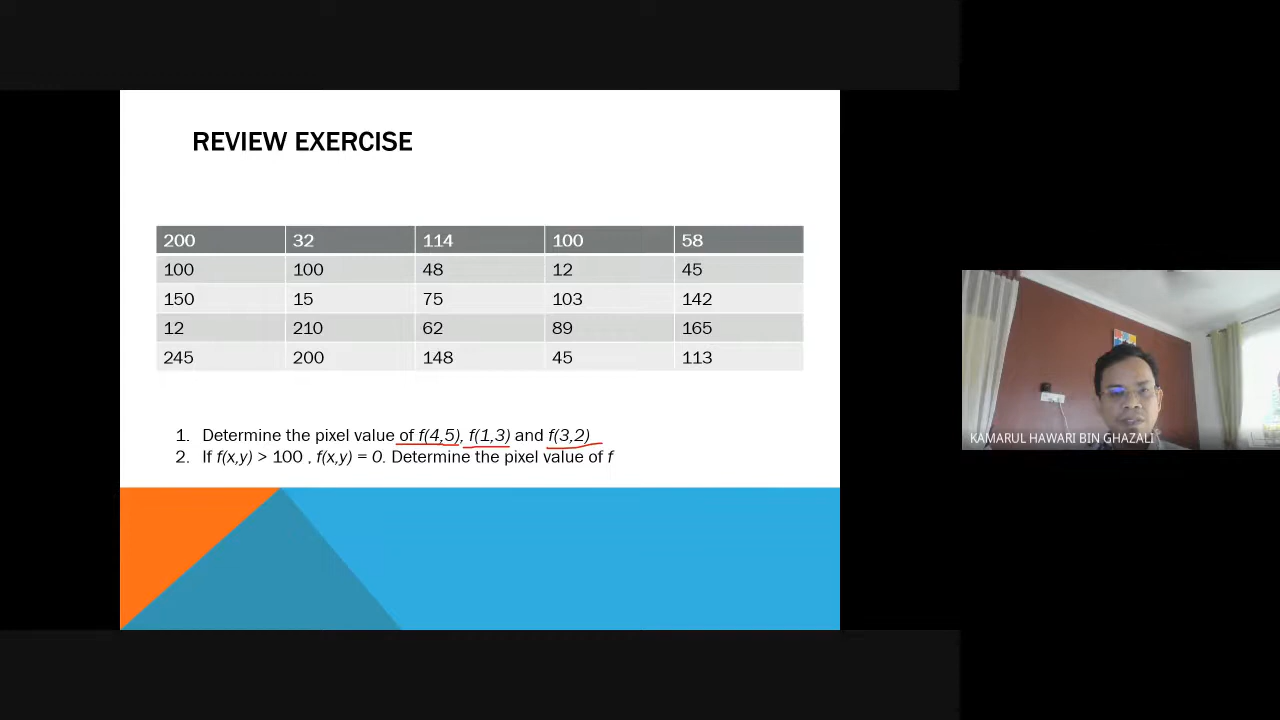 REVIEW EXERCISE
200 32 114 100 58
100 100 48 12 45
150 15 75 103 142
12 210 62 89 165
245 200 148 45 113
1. Determine the pixel value of f(4,5), f(1,3) and f(3,2)
2. If f(x,y) > 100 , f(x,y) = 0. Determine the pixel value of f
KAMARUL HAWARI BIN GHAZALI